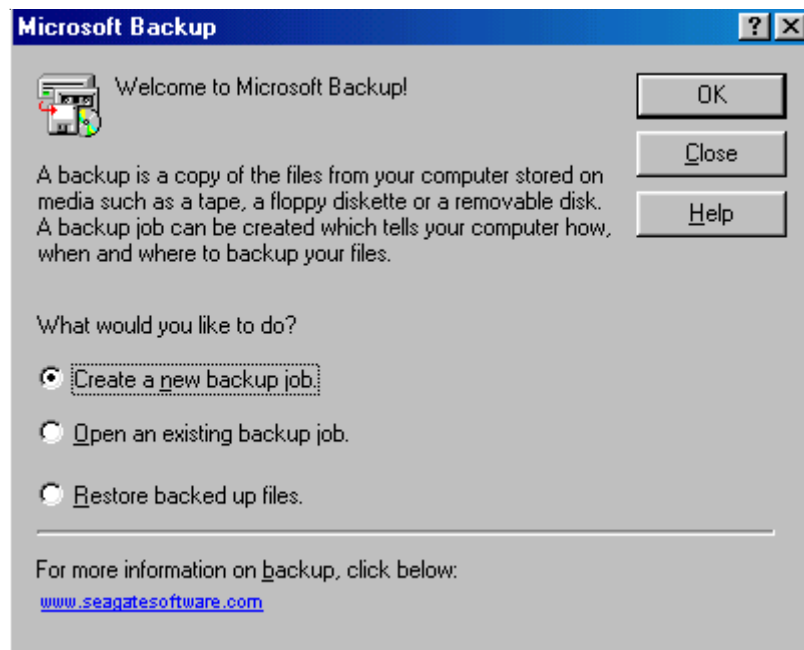 Microsoft Backup
Welcome to Microsoft Backup!
OK
Close
Help
A backup is a copy of the files from your computer stored on
media such as a tape, a floppy diskette or a removable disk.
A backup job can be created which tells your computer how,
when and where to backup your files.
What would you like to do?
Create a new backup job.
Open an existing backup job.
Restore backed up files.
For more information on backup, click below:
www.seagatesoftware.com